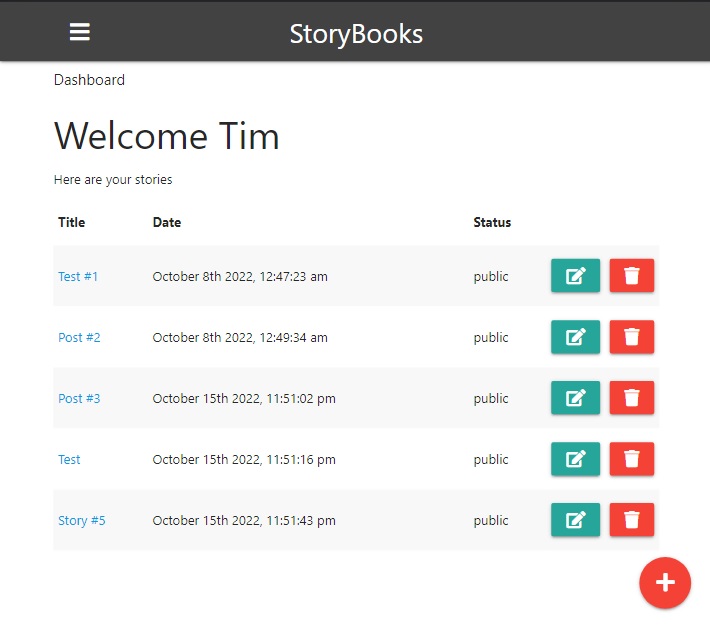 StoryBooks
Dashboard
Welcome Tim
Here are your stories
Title Date Status
Test #1 October 8th 2022, 12:47:23 am public
Post #2 October 8th 2022, 12:49:34 am public
Post #3 October 15th 2022, 11:51:02 pm public
Test October 15th 2022, 11:51:16 pm public
Story #5 October 15th 2022, 11:51:43 pm public